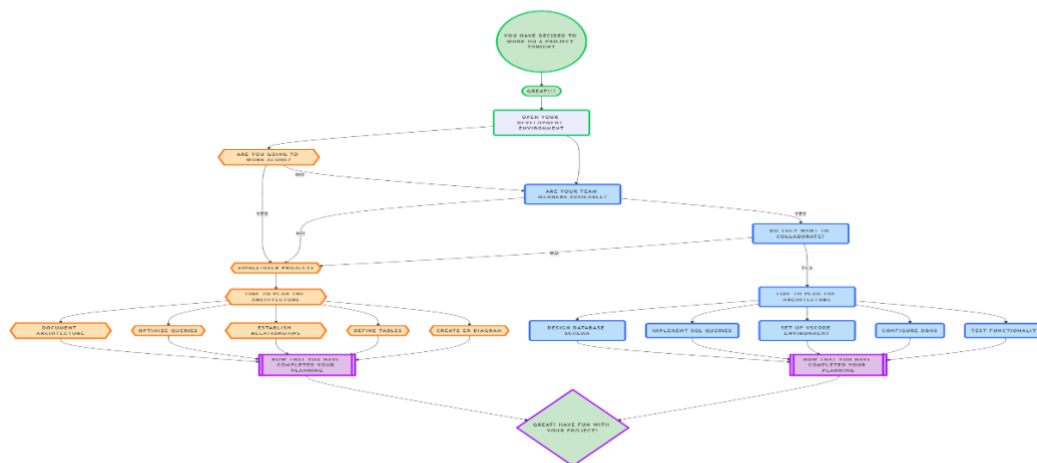 YOU HAVE DECIDED TO
WORK ON A PROJECT
TONIGHT
GREAT!!!
OPEN YOUR
DEVELOPMENT
ENVIRONMENT
ARE YOU GOING TO
WORK ALONE?
NO
ARE YOUR TEAM
MEMBERS AVAILABLE?
YES
NO
YES
DO THEY WANT TO
COLLABORATE?
NO
YES
SINGLE-USER PROJECTS
TIME TO PLAN THE
ARCHITECTURE
TIME TO PLAN THE
ARCHITECTURE
DOCUMENT
ARCHITECTURE
OPTIMIZE QUERIES
ESTABLISH
RELATIONSHIPS
DEFINE TABLES
CREATE ER DIAGRAM
DESIGN DATABASE
SCHEMA
IMPLEMENT SQL QUERIES
SET UP VSCODE
ENVIRONMENT
CONFIGURE DBMS
TEST FUNCTIONALIT
NOW THAT YOU HAVE
COMPLETED YOUR
PLANNING
NOW THAT YOU HAVE
COMPLETED YOUR
PLANNING
GREAT! HAVE FUN WITH
YOUR PROJECT!